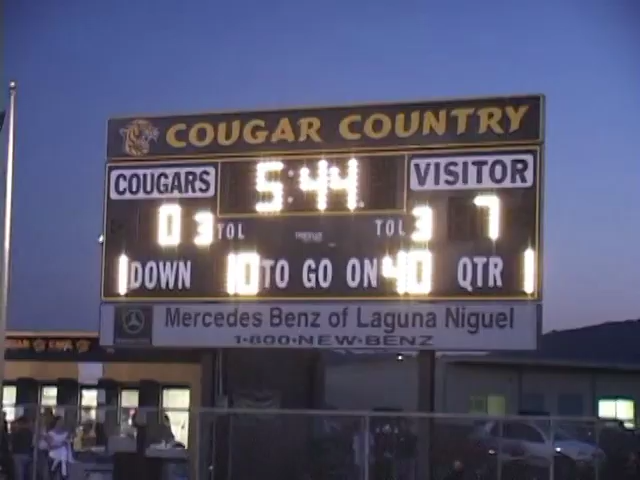 COUGAR COUNTRY
COUGARS 5:44 VISITOR
0 3 TOL TOL 3 7
1 DOWN 10 TO GO ON 40 QTR 1
Mercedes Benz of Laguna Niguel
1-800-NEW-BENZ